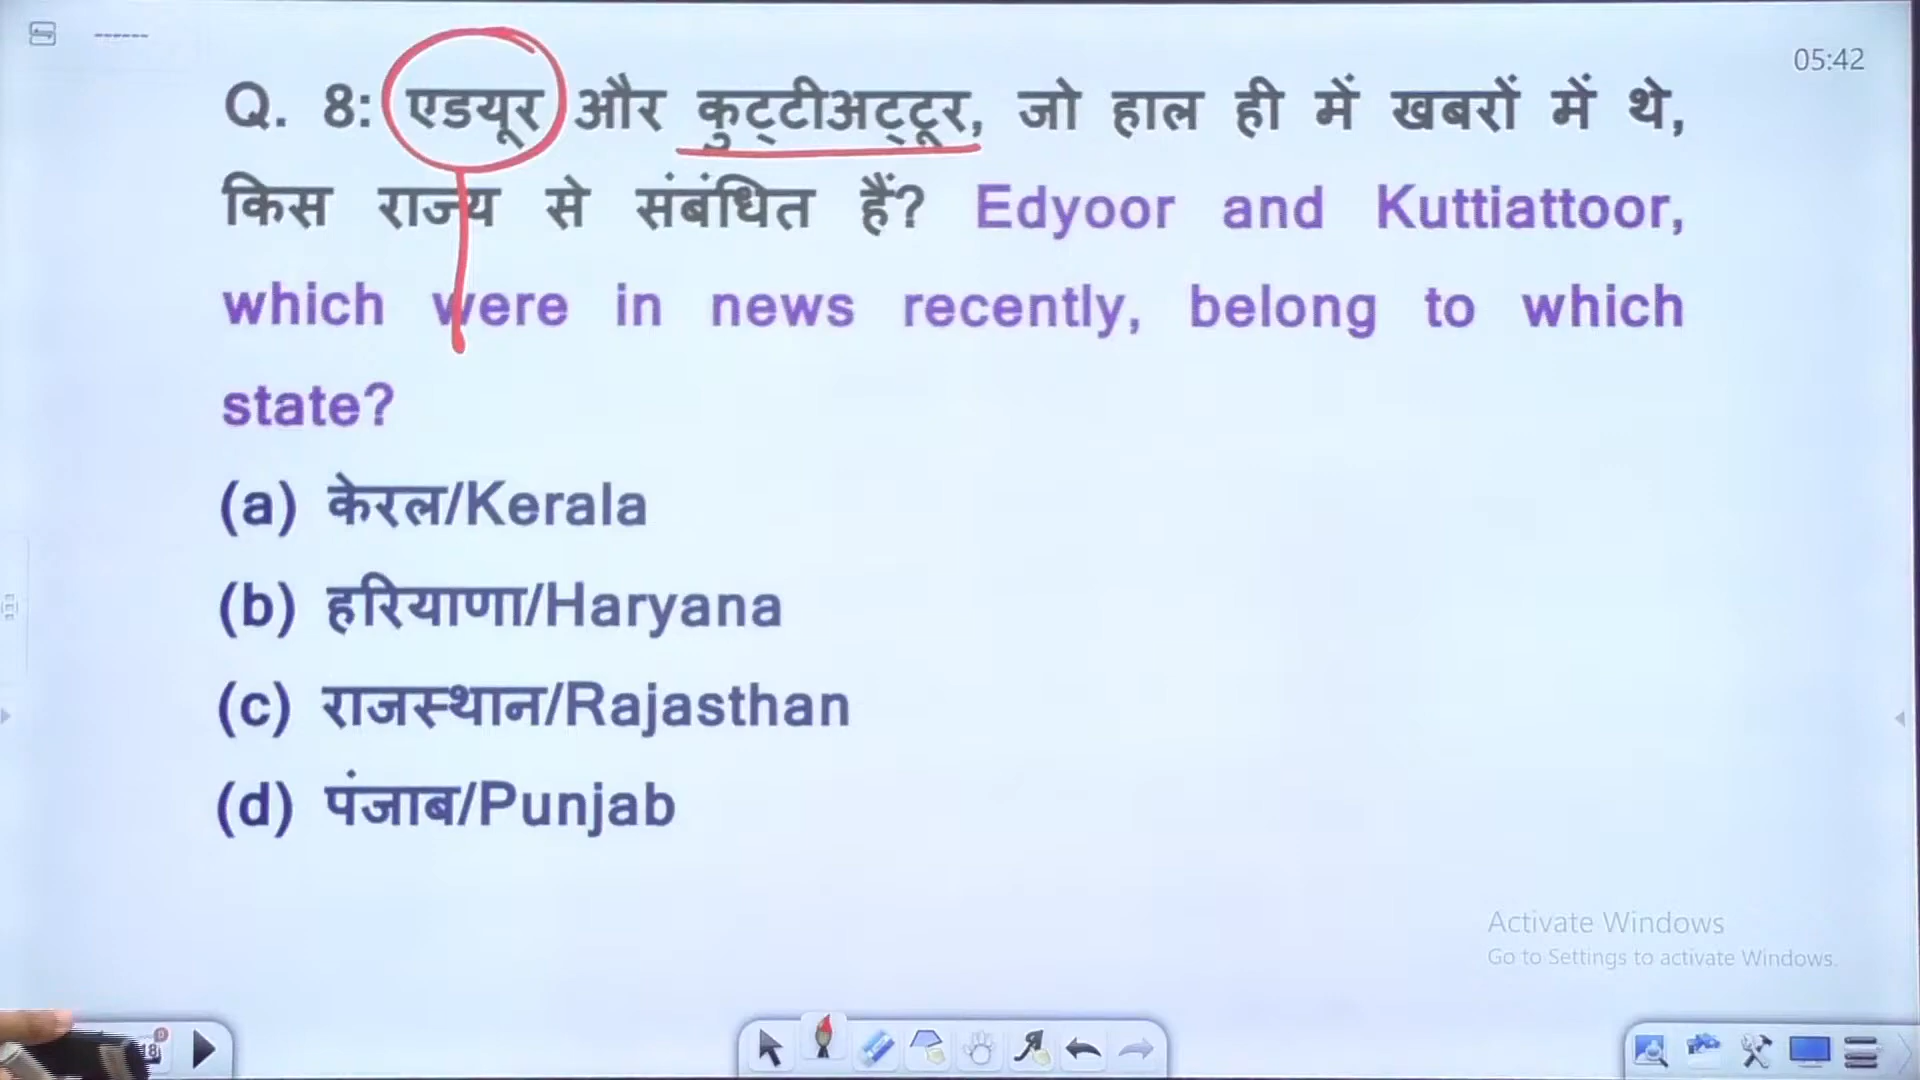 05:42
Q. 8: एडयूर और कुट्टीअट्टूर, जो हाल ही में खबरों में थे,
किस राज्य से संबंधित हैं? Edyoor and Kuttiattoor,
which were in news recently, belong to which
state?
(a) केरल/Kerala
(b) हरियाणा/Haryana
(c) राजस्थान/Rajasthan
(d) पंजाब/Punjab
Activate Windows
Go to Settings to activate Windows.